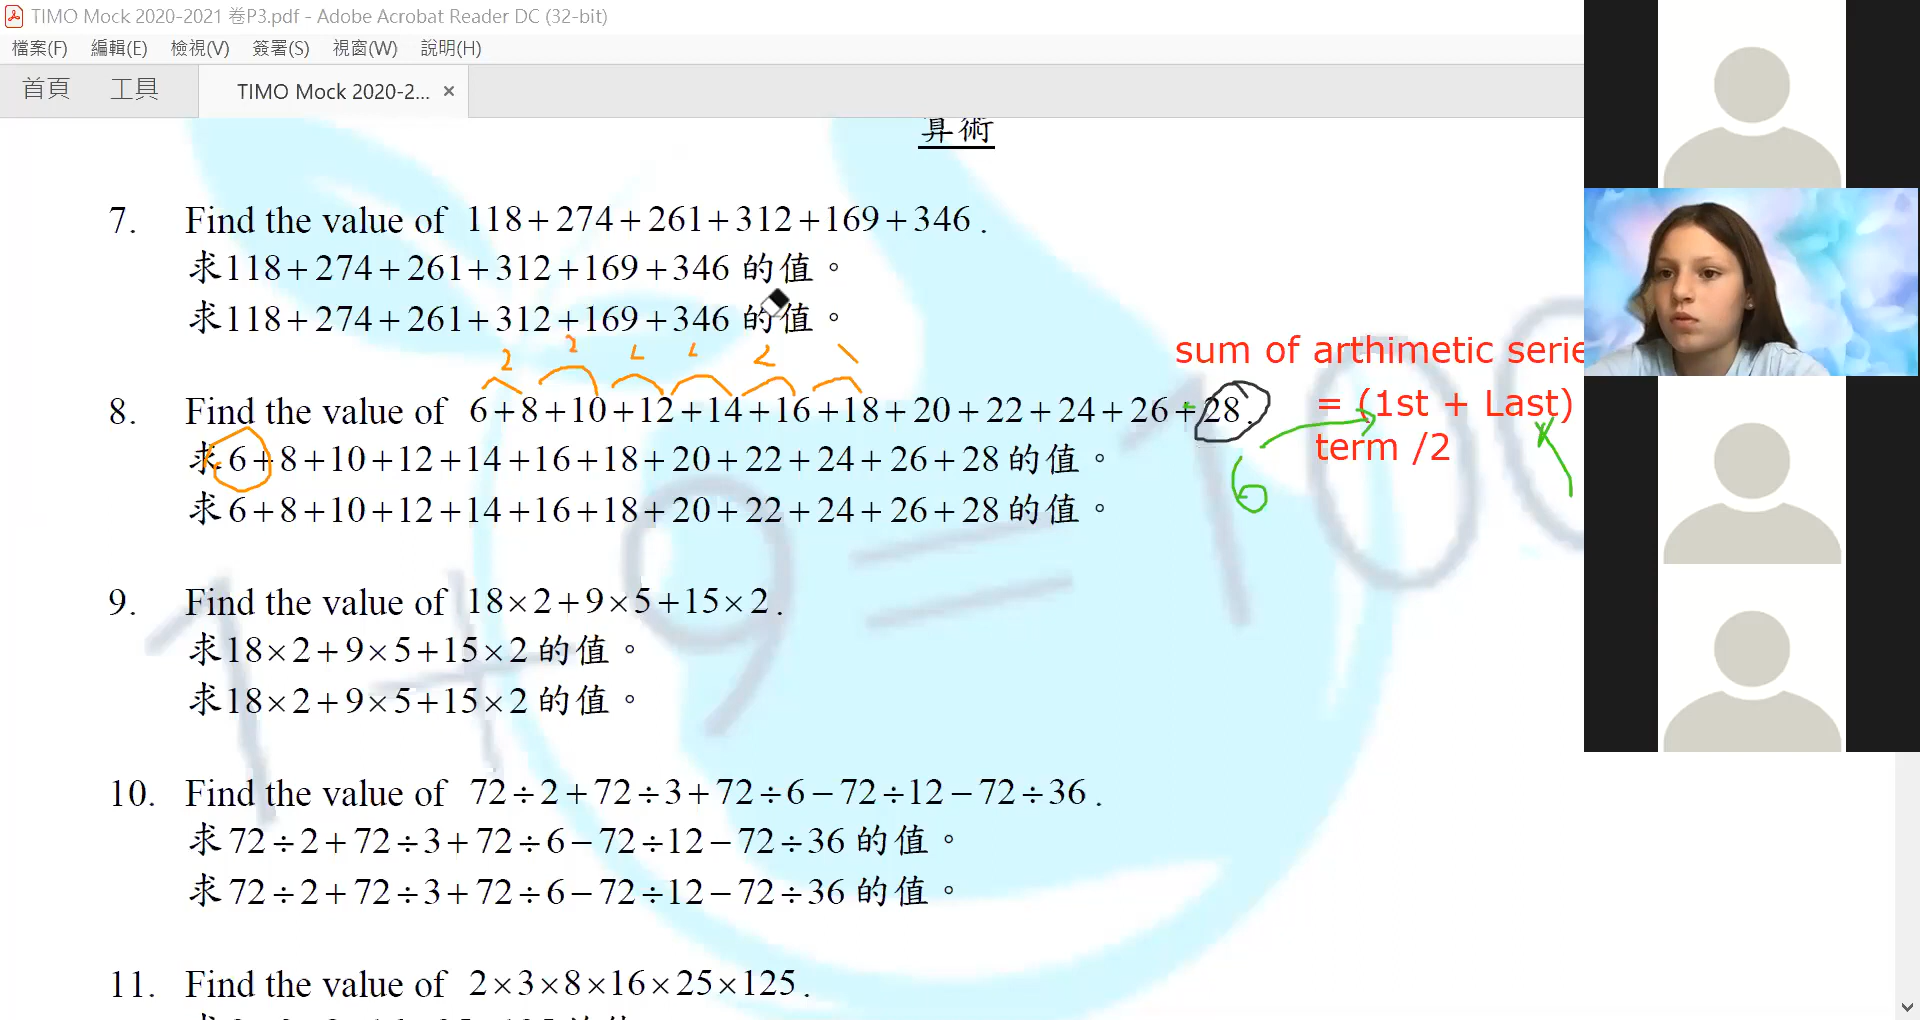 TIMO Mock 2020-2021 卷P3.pdf - Adobe Acrobat Reader DC (32-bit)
檔案(F) 編輯(E) 檢視(V) 簽署(S) 視窗(W) 說明(H)
首頁 工具 TIMO Mock 2020-2... ×
算術
7. Find the value of 118+274+261+312+169+346.
求118+274+261+312+169+346 的值。
求118+274+261+312+169+346 的值。
2 2
sum of arthimetic serie
= (1st + Last)
term /2
8. Find the value of 6+8+10+12+14+16+18+20+22+24+26+28.
求 6+8+10+12+14+16+18+20+22+24+26+28 的值。
求 6+8+10+12+14+16+18+20+22+24+26+28 的值。
6
9. Find the value of 18×2+9×5+15×2.
求18×2+9×5+15×2 的值。
求18×2+9×5+15×2 的值。
1+9=100
10. Find the value of 72÷2+72÷3+72÷6−72÷12−72÷36.
求 72÷2+72÷3+72÷6−72÷12−72÷36 的值。
求 72÷2+72÷3+72÷6−72÷12−72÷36 的值。
11. Find the value of 2×3×8×16×25×125.